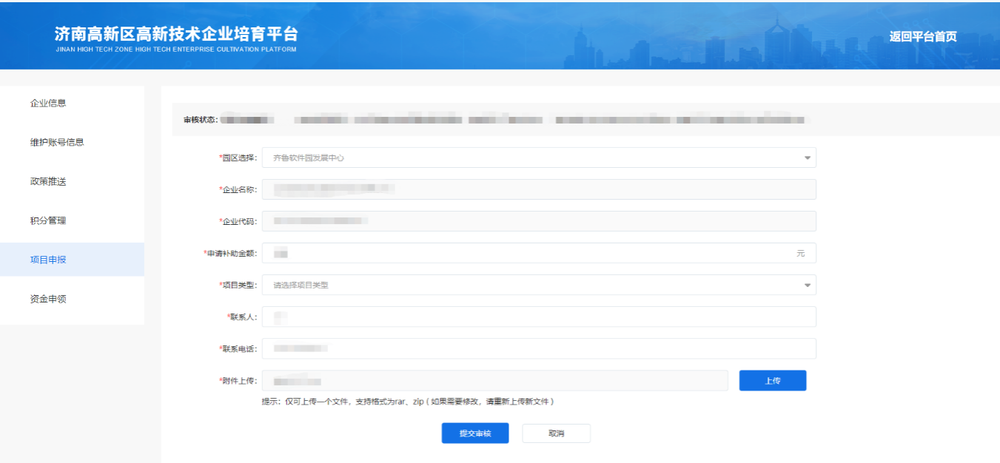 济南高新区高新技术企业培育平台
JINAN HIGH TECH ZONE HIGH TECH ENTERPRISE CULTIVATION PLATFORM
返回平台首页
企业信息
维护账号信息
政策推送
积分管理
项目申报
资金申领
审核状态:
*园区选择: 齐鲁软件园发展中心
*企业名称:
*企业代码:
*申请补助金额: 元
*项目类型: 请选择项目类型
*联系人:
*联系电话:
*附件上传: 上传
提示：仅可上传一个文件，支持格式为rar、zip（如果需要修改，请重新上传新文件）
提交审核 取消